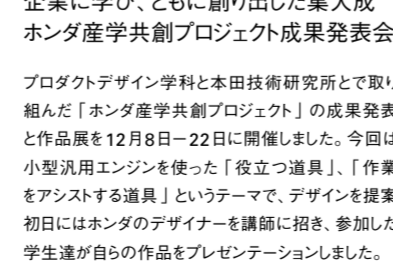 企業に学び、ともに創り出した集大成
ホンダ産学共創プロジェクト成果発表会
プロダクトデザイン学科と本田技術研究所とで取り
組んだ「ホンダ産学共創プロジェクト」の成果発表
と作品展を12月8日ー22日に開催しました。今回は
小型汎用エンジンを使った「役立つ道具」、「作業
をアシストする道具」というテーマで、デザインを提案
初日にはホンダのデザイナーを講師に招き、参加した
学生達が自らの作品をプレゼンテーションしました。